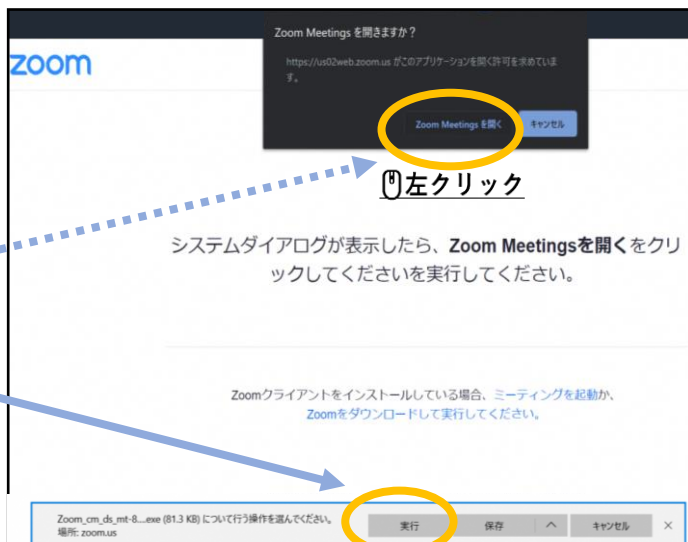 Zoom Meetings を開きますか？
zoom
https://us02web.zoom.us がこのアプリケーションを開く許可を求めていま
す。
Zoom Meetings を開く キャンセル
左クリック
システムダイアログが表示したら、Zoom Meetingsを開くをクリ
ックしてくださいを実行してください。
Zoomクライアントをインストールしている場合、ミーティングを起動か、
Zoomをダウンロードして実行してください。
Zoom_cm_ds_mt-8....exe (81.3 KB) について行う操作を選んでください。
場所: zoom.us
実行 保存 キャンセル